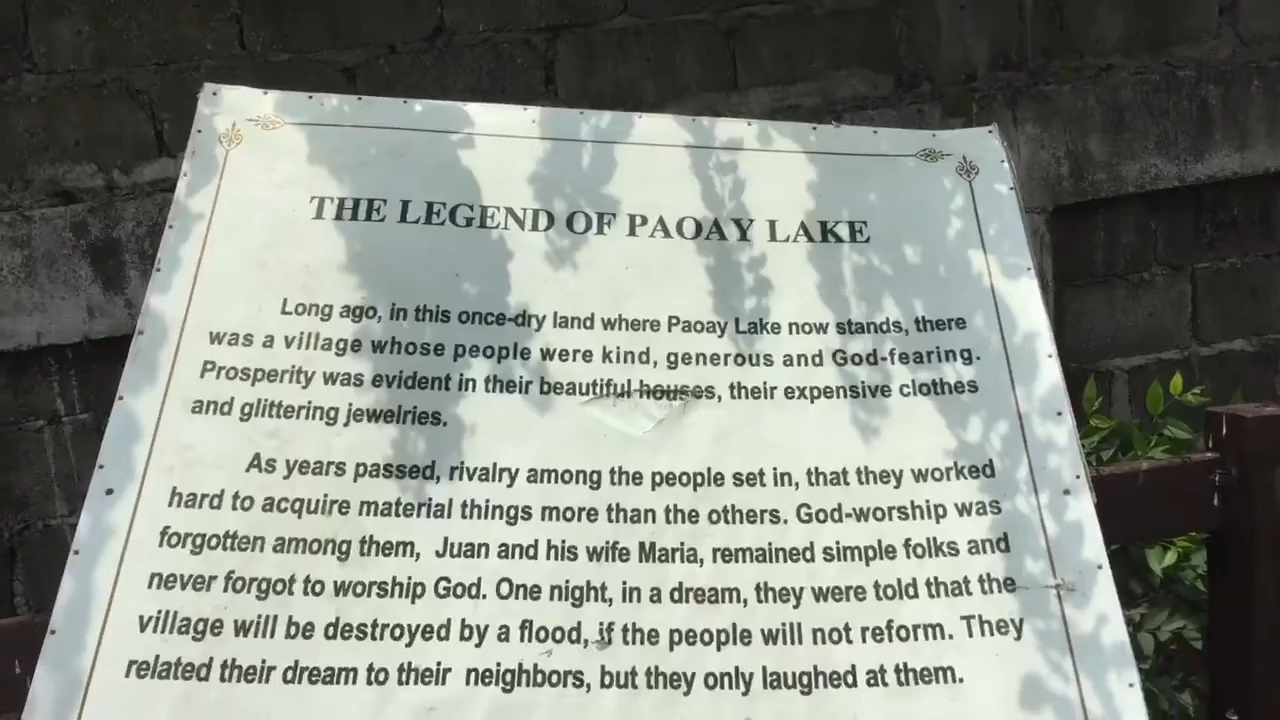 THE LEGEND OF PAOAY LAKE
Long ago, in this once-dry land where Paoay Lake now stands, there
was a village whose people were kind, generous and God-fearing.
Prosperity was evident in their beautiful houses, their expensive clothes
and glittering jewelries.
As years passed, rivalry among the people set in, that they worked
hard to acquire material things more than the others. God-worship was
forgotten among them, Juan and his wife Maria, remained simple folks and
never forgot to worship God. One night, in a dream, they were told that the
village will be destroyed by a flood, if the people will not reform. They
related their dream to their neighbors, but they only laughed at them.